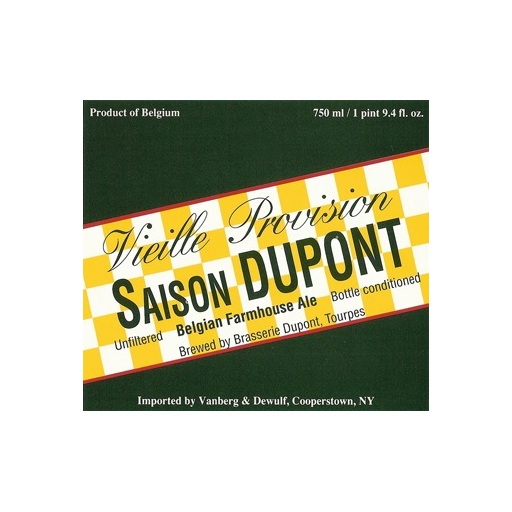 Product of Belgium 750 ml / 1 pint 9.4 fl. oz.
Vieille Provision
SAISON DUPONT
Unfiltered Belgian Farmhouse Ale Bottle conditioned
Brewed by Brasserie Dupont, Tourpes
Imported by Vanberg & Dewulf, Cooperstown, NY